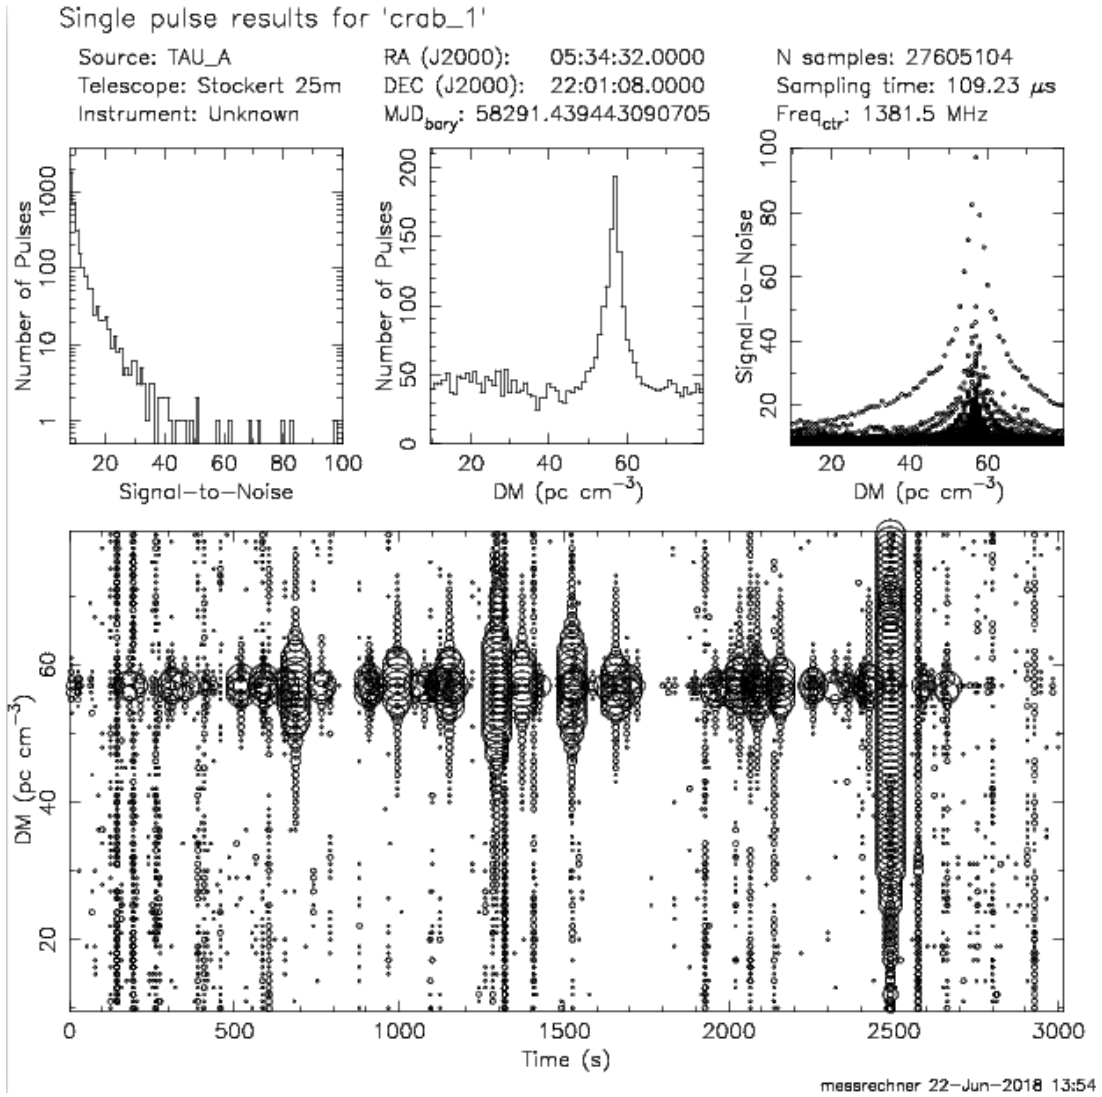 Single pulse results for 'crab_1'
Source: TAU_A
Telescope: Stockert 25m
Instrument: Unknown
RA (J2000): 05:34:32.0000
DEC (J2000): 22:01:08.0000
MJD_bary: 58291.439443090705
N samples: 27605104
Sampling time: 109.23 μs
Freq_ctr: 1381.5 MHz
Number of Pulses
1 10 100 1000
20 40 60 80 100
Signal-to-Noise
Number of Pulses
0 50 100 150 200
20 40 60
DM (pc cm⁻³)
Signal-to-Noise
20 40 60 80 100
20 40 60
DM (pc cm⁻³)
DM (pc cm⁻³)
20 40 60
0 500 1000 1500 2000 2500 3000
Time (s)
messrechner 22-Jun-2018 13:54